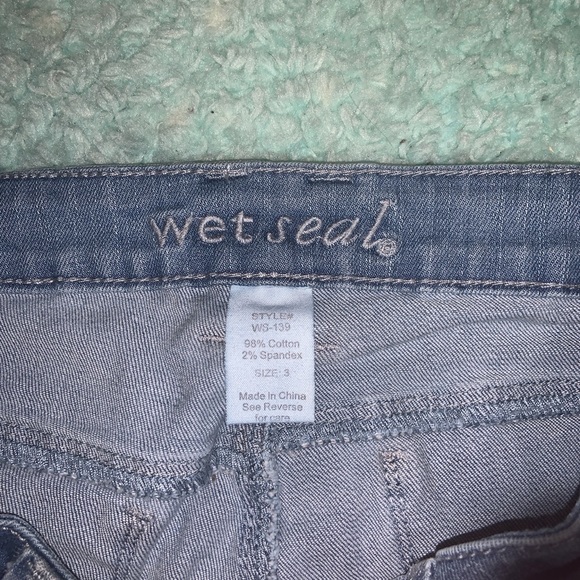 wet seal®
STYLE#
WS-139
98% Cotton
2% Spandex
SIZE: 3
Made in China
See Reverse
for care